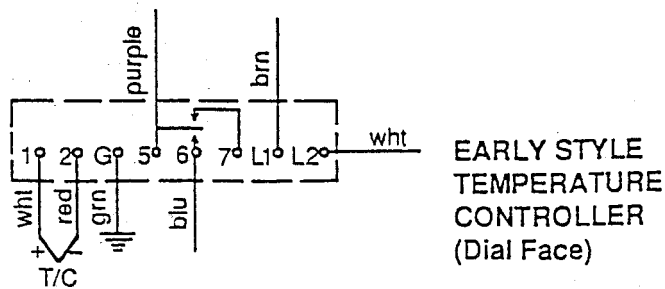 purple
brn
1 2 G 5 6 7 L1 L2
wht
wht
red
grn
blu
+ −
T/C
EARLY STYLE
TEMPERATURE
CONTROLLER
(Dial Face)